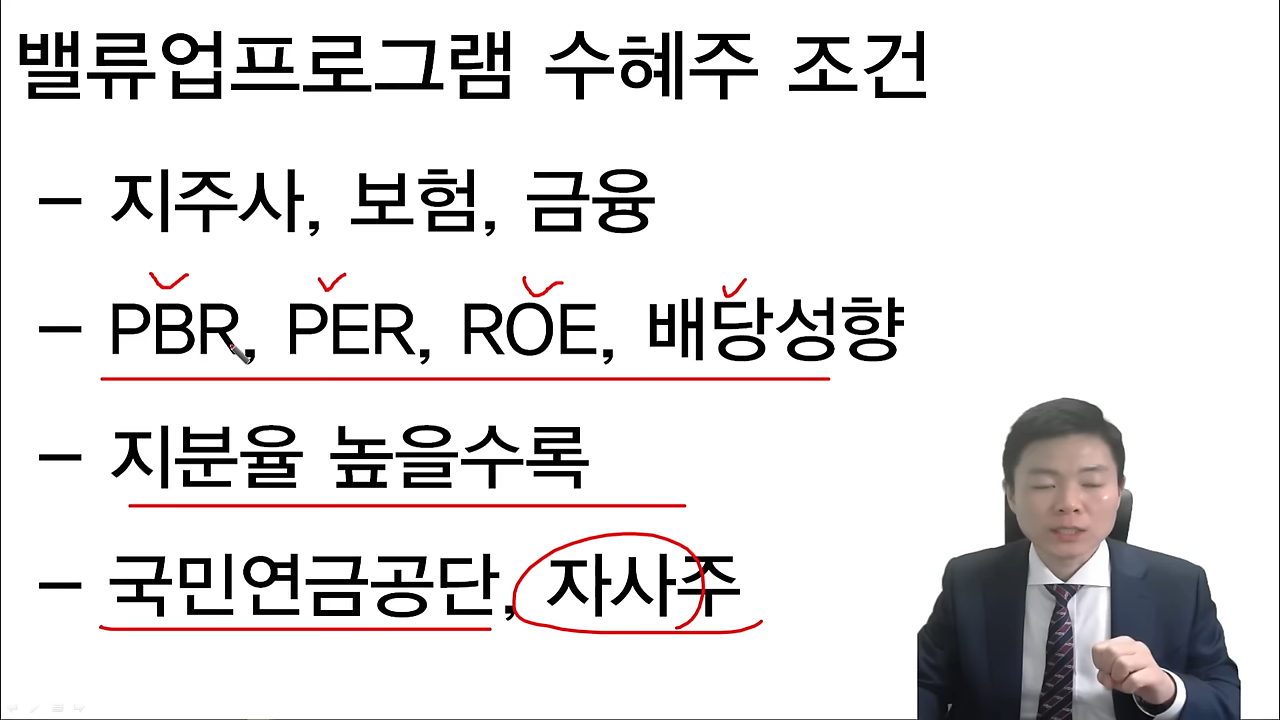 밸류업프로그램 수혜주 조건
- 지주사, 보험, 금융
- PBR, PER, ROE, 배당성향
- 지분율 높을수록
- 국민연금공단, 자사주